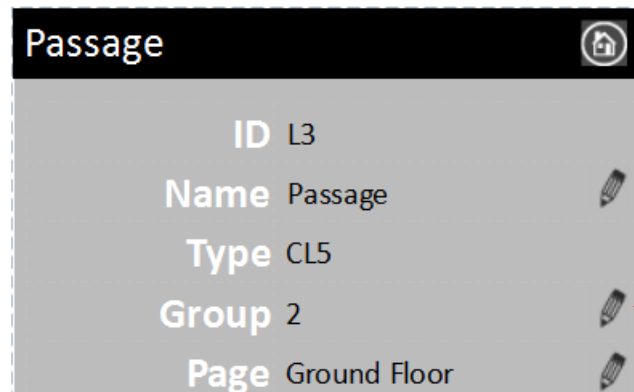 Passage
ID L3
Name Passage
Type CL5
Group 2
Page Ground Floor